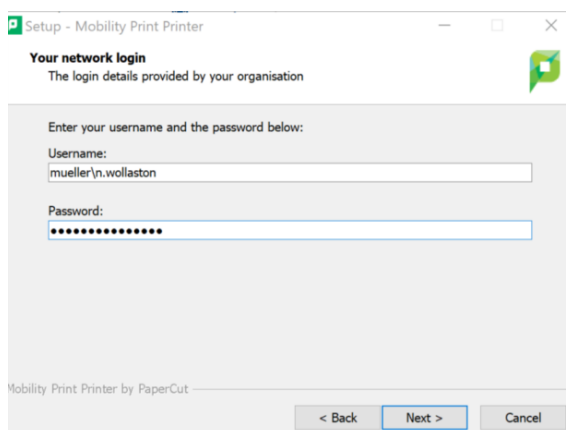 Setup - Mobility Print Printer
Your network login
The login details provided by your organisation
Enter your username and the password below:
Username:
mueller\n.wollaston
Password:
●●●●●●●●●●●●●●●
Mobility Print Printer by PaperCut
< Back
Next >
Cancel